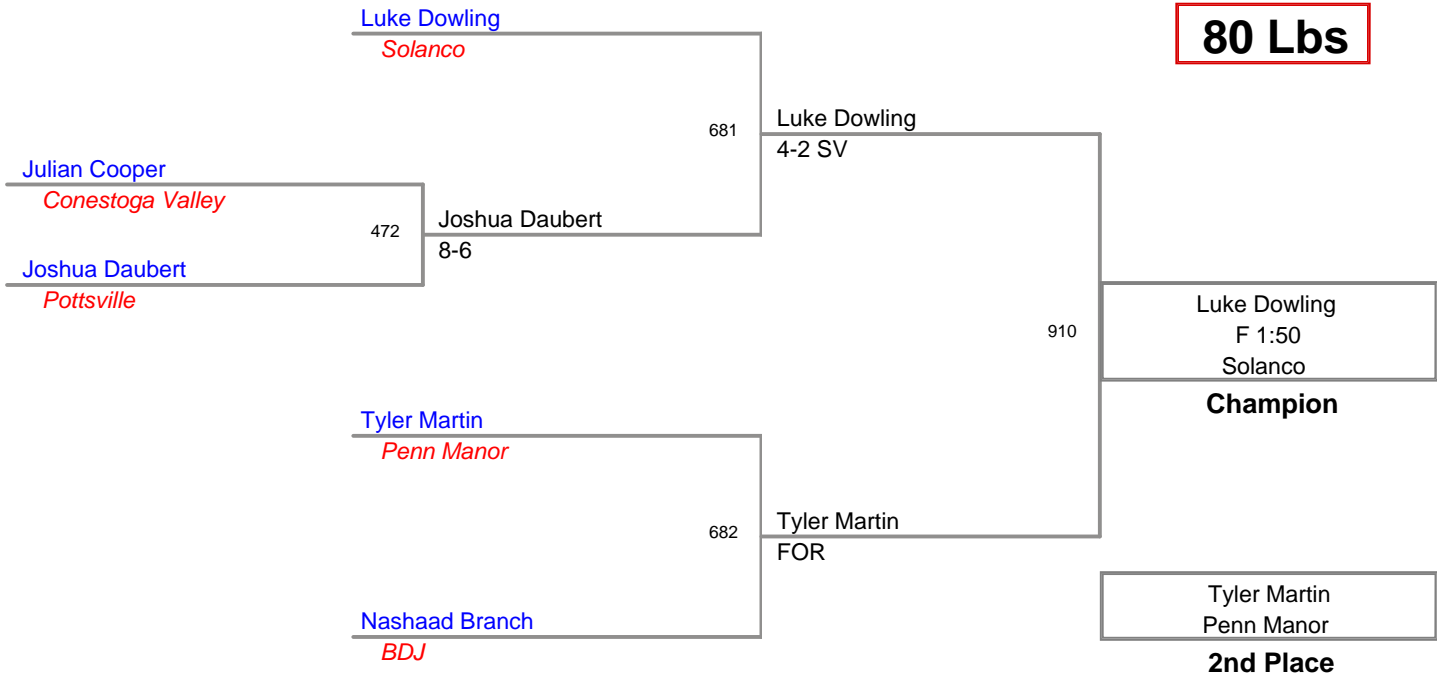 Luke Dowling
Solanco
80 Lbs
681
Luke Dowling
4-2 SV
Julian Cooper
Conestoga Valley
472
Joshua Daubert
8-6
Joshua Daubert
Pottsville
910
Luke Dowling
F 1:50
Solanco
Champion
Tyler Martin
Penn Manor
682
Tyler Martin
FOR
Nashaad Branch
BDJ
Tyler Martin
Penn Manor
2nd Place